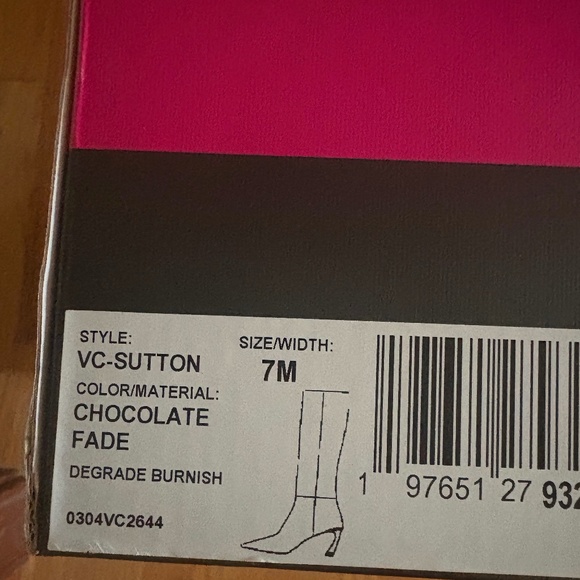 STYLE:
VC-SUTTON
SIZE/WIDTH:
7M
COLOR/MATERIAL:
CHOCOLATE
FADE
DEGRADE BURNISH
0304VC2644
1 97651 27 932